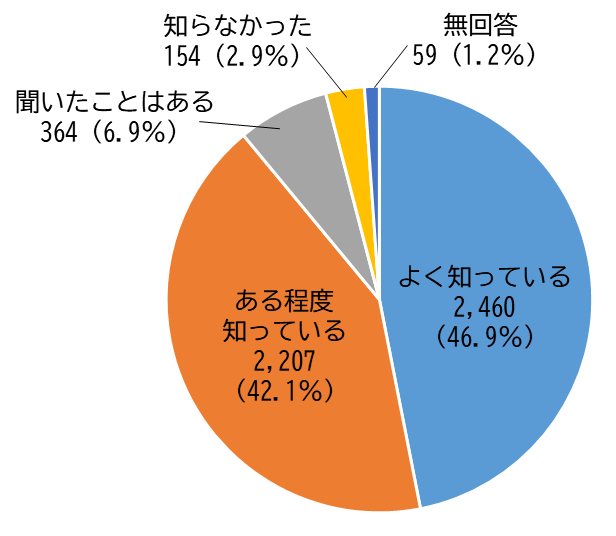 知らなかった
154（2.9%）
無回答
59（1.2%）
聞いたことはある
364（6.9%）
よく知っている
2,460
（46.9%）
ある程度
知っている
2,207
（42.1%）